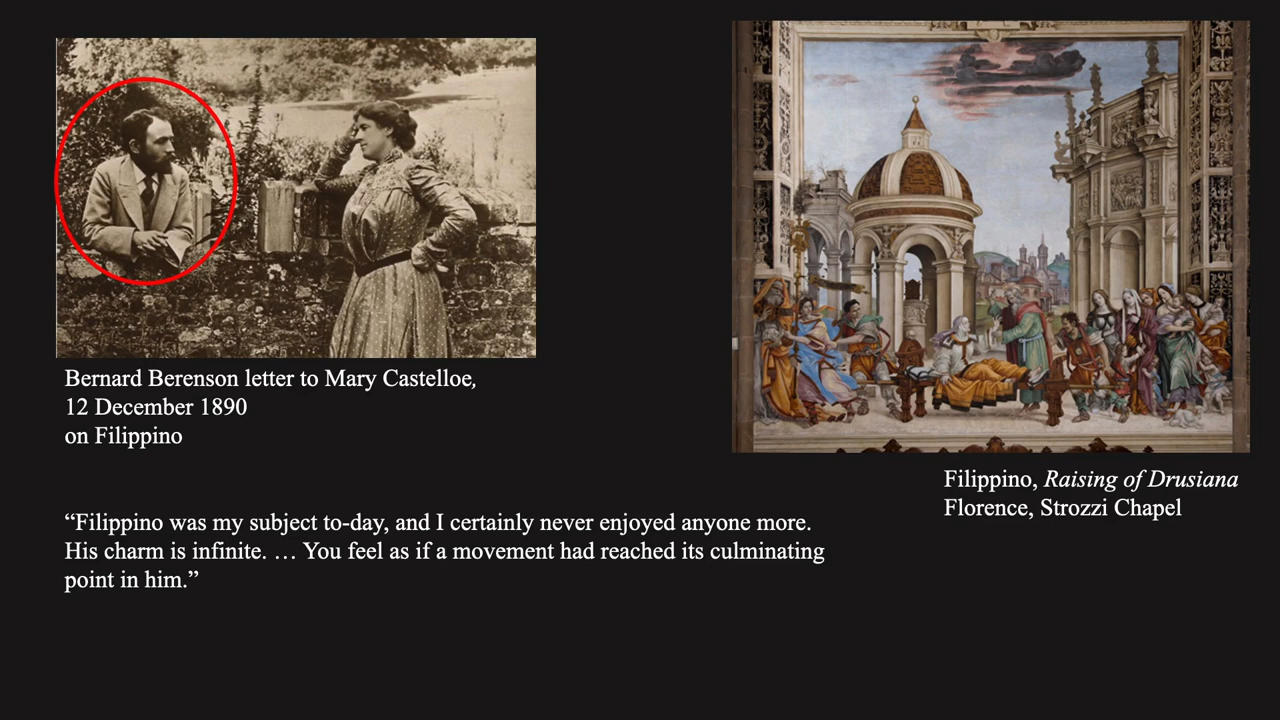 Bernard Berenson letter to Mary Castelloe,
12 December 1890
on Filippino
Filippino, Raising of Drusiana
Florence, Strozzi Chapel
“Filippino was my subject to-day, and I certainly never enjoyed anyone more.
His charm is infinite. … You feel as if a movement had reached its culminating
point in him.”